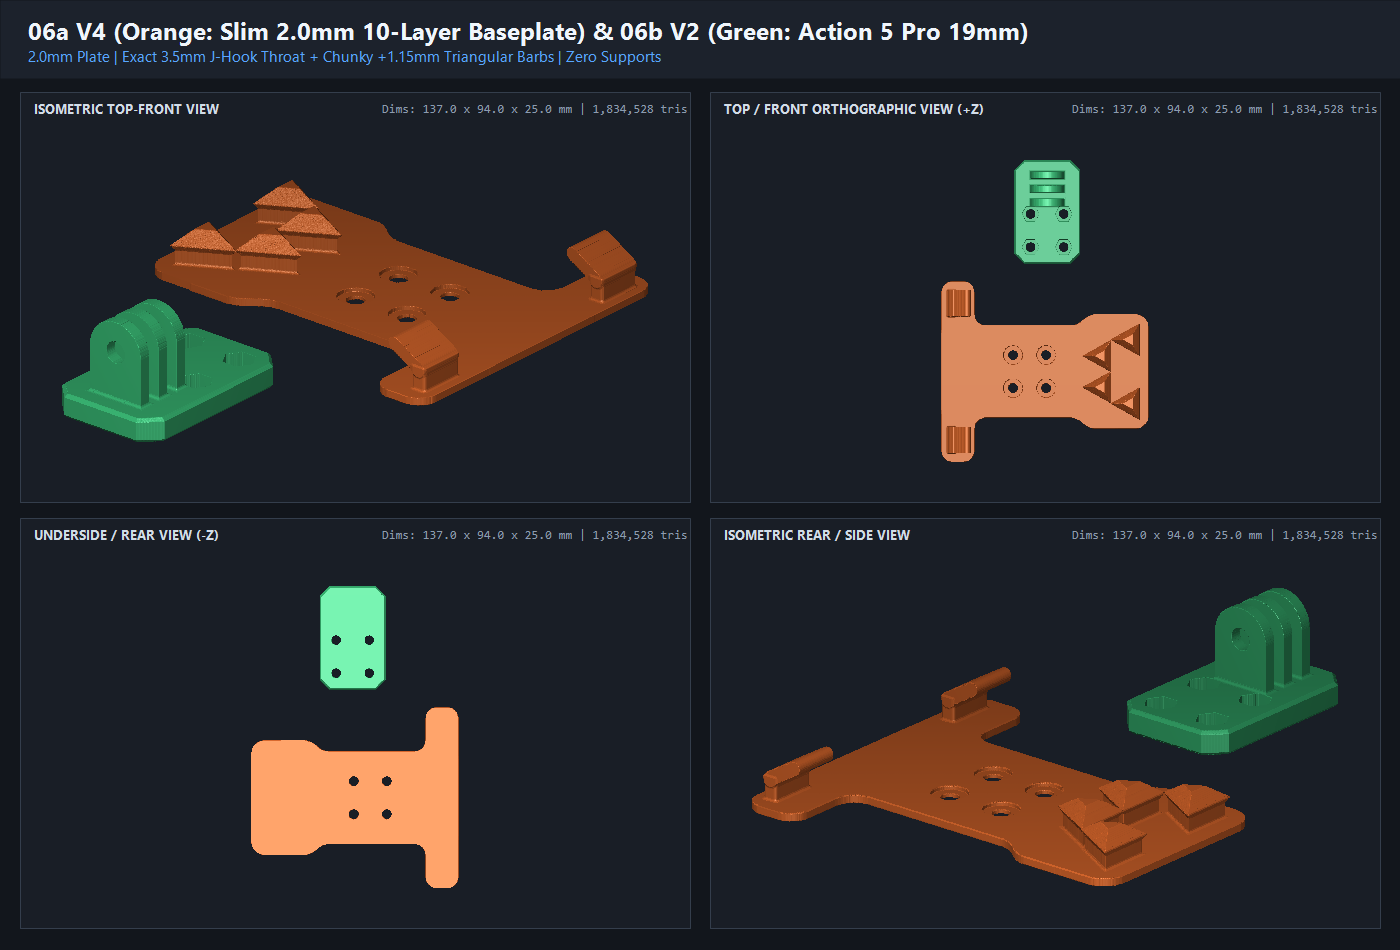 06a V4 (Orange: Slim 2.0mm 10-Layer Baseplate) & 06b V2 (Green: Action 5 Pro 19mm)
2.0mm Plate | Exact 3.5mm J-Hook Throat + Chunky +1.15mm Triangular Barbs | Zero Supports
ISOMETRIC TOP-FRONT VIEW
Dims: 137.0 x 94.0 x 25.0 mm | 1,834,528 tris
TOP / FRONT ORTHOGRAPHIC VIEW (+Z)
Dims: 137.0 x 94.0 x 25.0 mm | 1,834,528 tris
UNDERSIDE / REAR VIEW (-Z)
Dims: 137.0 x 94.0 x 25.0 mm | 1,834,528 tris
ISOMETRIC REAR / SIDE VIEW
Dims: 137.0 x 94.0 x 25.0 mm | 1,834,528 tris